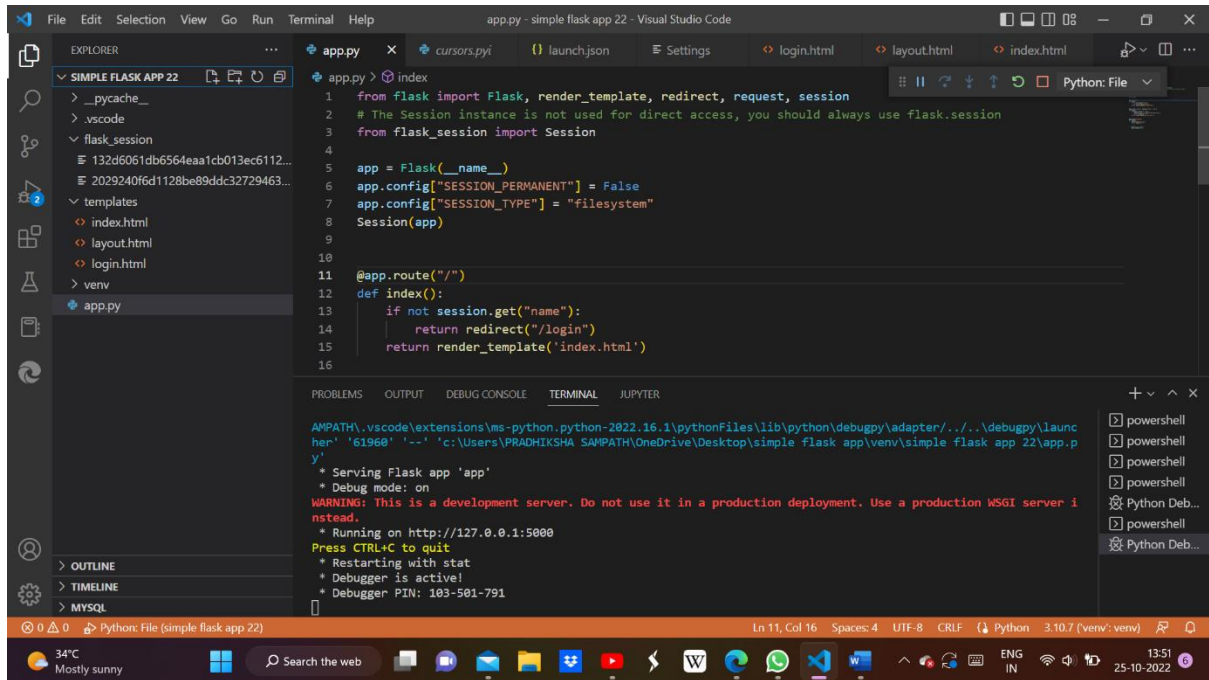 File Edit Selection View Go Run Terminal Help app.py - simple flask app 22 - Visual Studio Code
EXPLORER
SIMPLE FLASK APP 22
__pycache__
.vscode
flask_session
132d6061db6564eaa1cb013ec6112...
2029240f6d1128be89ddc32729463...
templates
index.html
layout.html
login.html
venv
app.py
OUTLINE
TIMELINE
MYSQL
2
app.py cursors.pyi launch.json Settings login.html layout.html index.html
app.py > index
Python: File
1 from flask import Flask, render_template, redirect, request, session
2 # The Session instance is not used for direct access, you should always use flask.session
3 from flask_session import Session
4
5 app = Flask(__name__)
6 app.config["SESSION_PERMANENT"] = False
7 app.config["SESSION_TYPE"] = "filesystem"
8 Session(app)
9
10
11 @app.route("/")
12 def index():
13 if not session.get("name"):
14 return redirect("/login")
15 return render_template('index.html')
16
PROBLEMS OUTPUT DEBUG CONSOLE TERMINAL JUPYTER
AMPATH\.vscode\extensions\ms-python.python-2022.16.1\pythonFiles\lib\python\debugpy\adapter/../..\debugpy\launc
her' '61960' '--' 'c:\Users\PRADHIKSHA SAMPATH\OneDrive\Desktop\simple flask app\venv\simple flask app 22\app.p
y'
* Serving Flask app 'app'
* Debug mode: on
WARNING: This is a development server. Do not use it in a production deployment. Use a production WSGI server i
nstead.
* Running on http://127.0.0.1:5000
Press CTRL+C to quit
* Restarting with stat
* Debugger is active!
* Debugger PIN: 103-501-791
powershell
powershell
powershell
powershell
Python Deb...
powershell
Python Deb...
0 0 Python: File (simple flask app 22) Ln 11, Col 16 Spaces: 4 UTF-8 CRLF Python 3.10.7 ('venv': venv)
34°C
Mostly sunny
Search the web
W
ENG
IN
13:51
25-10-2022
6